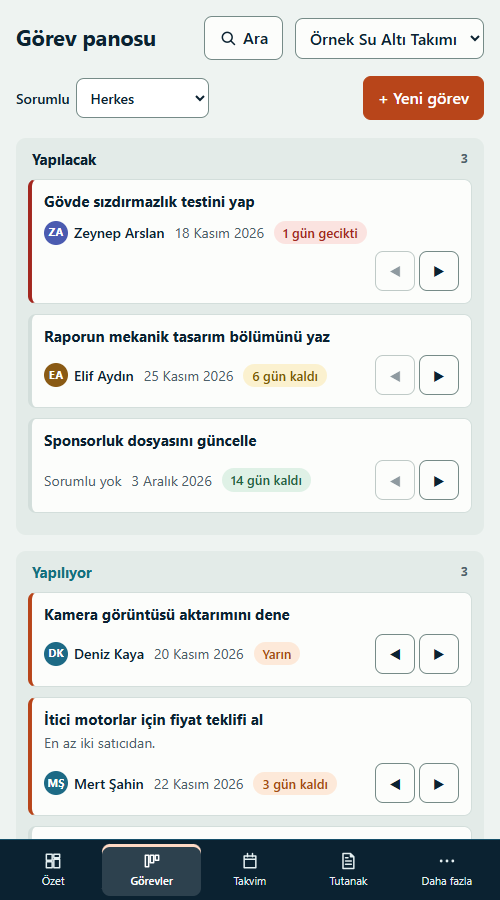 Görev panosu
Ara
Örnek Su Altı Takımı
Sorumlu
Herkes
+ Yeni görev
Yapılacak 3
Gövde sızdırmazlık testini yap
ZA Zeynep Arslan 18 Kasım 2026 1 gün gecikti
Raporun mekanik tasarım bölümünü yaz
EA Elif Aydın 25 Kasım 2026 6 gün kaldı
Sponsorluk dosyasını güncelle
Sorumlu yok 3 Aralık 2026 14 gün kaldı
Yapılıyor 3
Kamera görüntüsü aktarımını dene
DK Deniz Kaya 20 Kasım 2026 Yarın
İtici motorlar için fiyat teklifi al
En az iki satıcıdan.
MŞ Mert Şahin 22 Kasım 2026 3 gün kaldı
Özet Görevler Takvim Tutanak Daha fazla